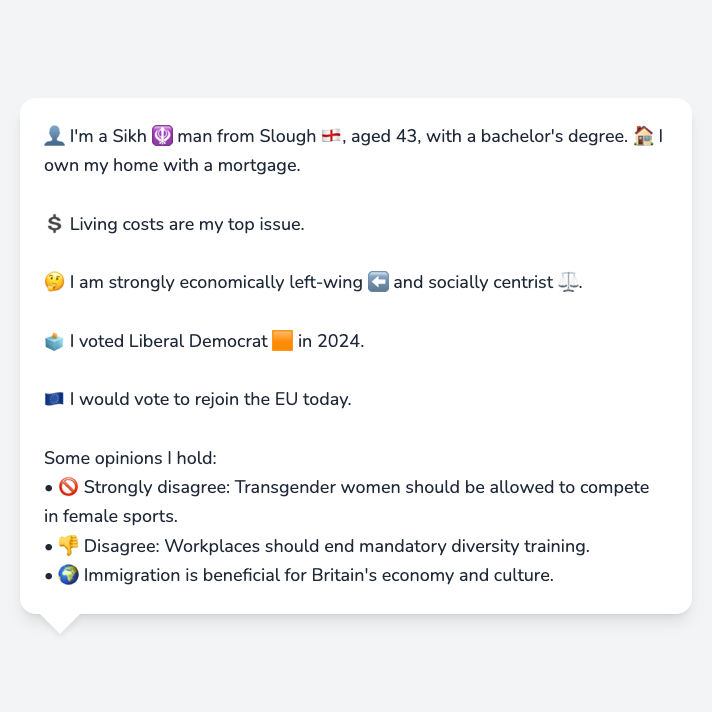 👤 I'm a Sikh 🪯 man from Slough 🏴󠁧󠁢󠁥󠁮󠁧󠁿, aged 43, with a bachelor's degree. 🏠 I
own my home with a mortgage.
💲 Living costs are my top issue.
🤔 I am strongly economically left-wing ⬅️ and socially centrist ⚖️.
🗳️ I voted Liberal Democrat 🟧 in 2024.
🇪🇺 I would vote to rejoin the EU today.
Some opinions I hold:
• 🚫 Strongly disagree: Transgender women should be allowed to compete
in female sports.
• 👎 Disagree: Workplaces should end mandatory diversity training.
• 🌍 Immigration is beneficial for Britain's economy and culture.